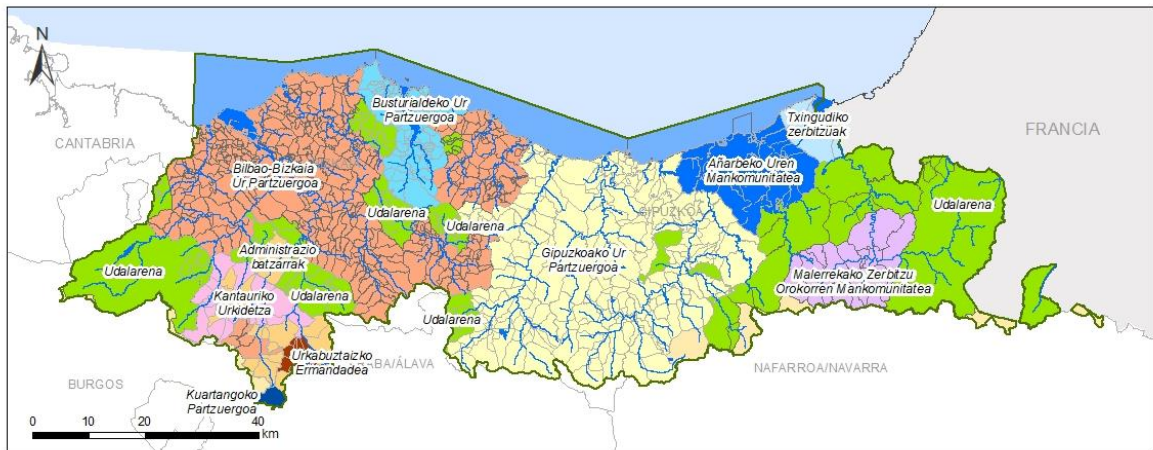 N
CANTABRIA
FRANCIA
Busturialdeko Ur
Partzuergoa
Txingudiko
zerbitzuak
Bilbao-Bizkaia
Ur Partzuergoa
Añarbeko Uren
Mankomunitatea
Udalarena
Udalarena
Udalarena
GIPUZKOA
Administrazio
batzarrak
Gipuzkoako Ur
Partzuergoa
Udalarena
Malerrekako Zerbitzu
Orokorren Mankomunitatea
Kantauriko
Urkidetza
Udalarena
Udalarena
Urkabuztaizko
Ermandadea
BA/ÁLAVA
NAFARROA/NAVARRA
BURGOS
Kuartangoko
Partzuergoa
0 10 20 40
km